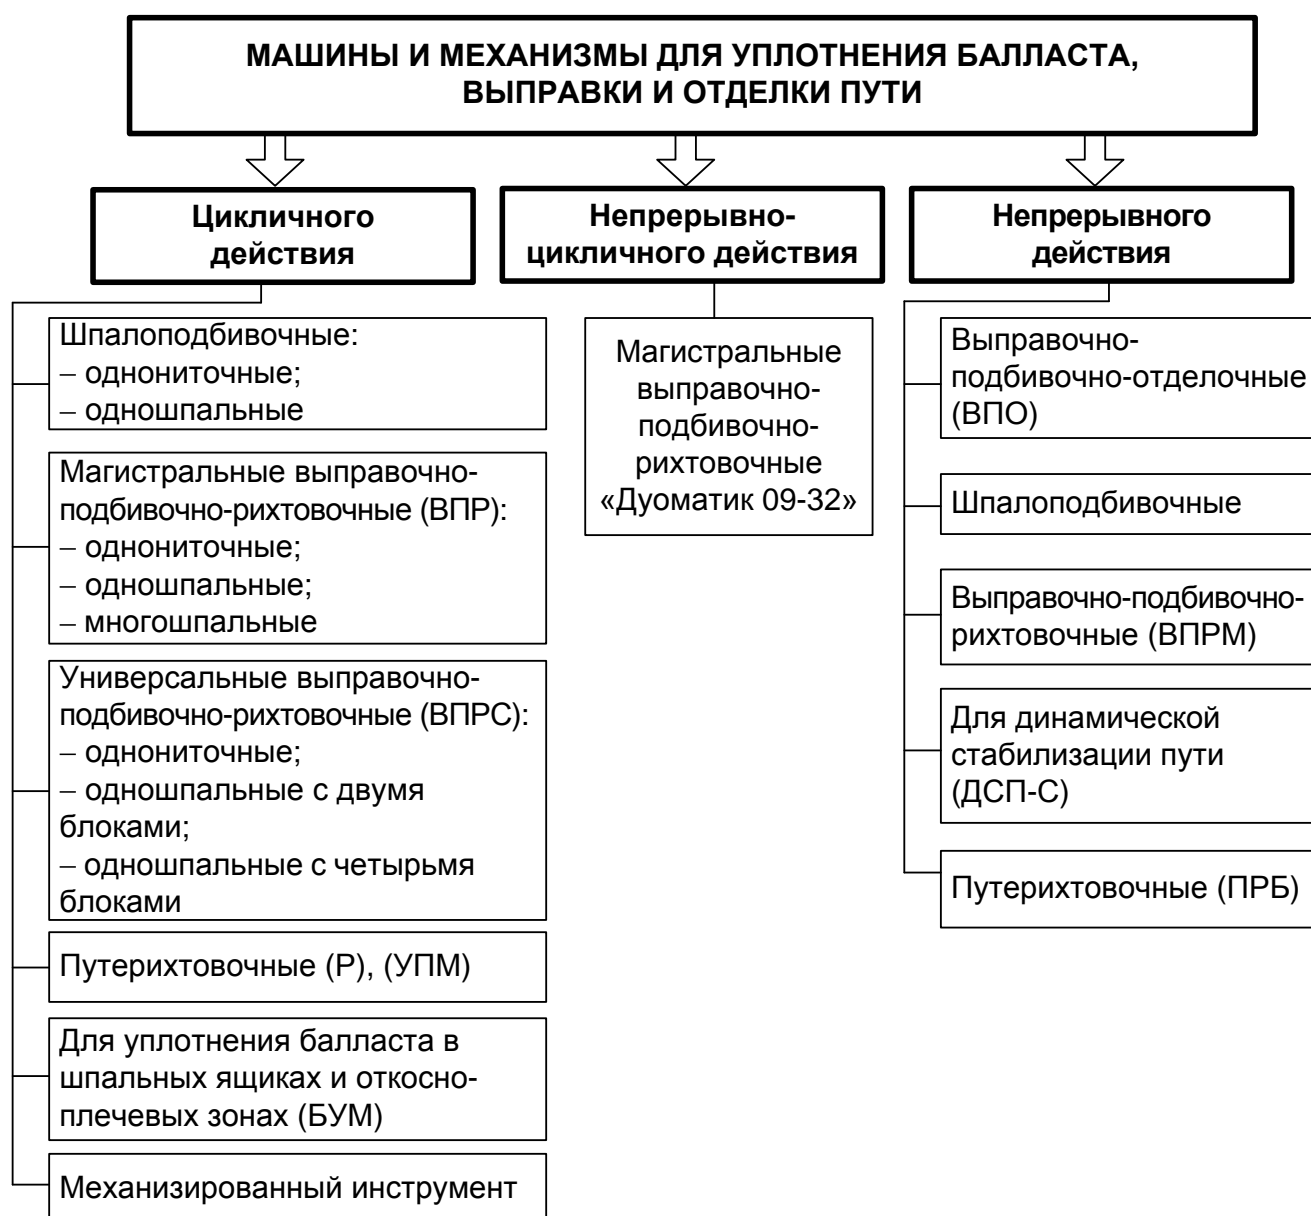 МАШИНЫ И МЕХАНИЗМЫ ДЛЯ УПЛОТНЕНИЯ БАЛЛАСТА,
ВЫПРАВКИ И ОТДЕЛКИ ПУТИ
Цикличного
действия
Шпалоподбивочные:
– однониточные;
– одношпальные
Магистральные выправочно-
подбивочно-рихтовочные (ВПР):
– однониточные;
– одношпальные;
– многошпальные
Универсальные выправочно-
подбивочно-рихтовочные (ВПРС):
– однониточные;
– одношпальные с двумя
блоками;
– одношпальные с четырьмя
блоками
Путерихтовочные (Р), (УПМ)
Для уплотнения балласта в
шпальных ящиках и откосно-
плечевых зонах (БУМ)
Механизированный инструмент
Непрерывно-
цикличного действия
Магистральные
выправочно-
подбивочно-
рихтовочные
«Дуоматик 09-32»
Непрерывного
действия
Выправочно-
подбивочно-отделочные
(ВПО)
Шпалоподбивочные
Выправочно-подбивочно-
рихтовочные (ВПРМ)
Для динамической
стабилизации пути
(ДСП-С)
Путерихтовочные (ПРБ)